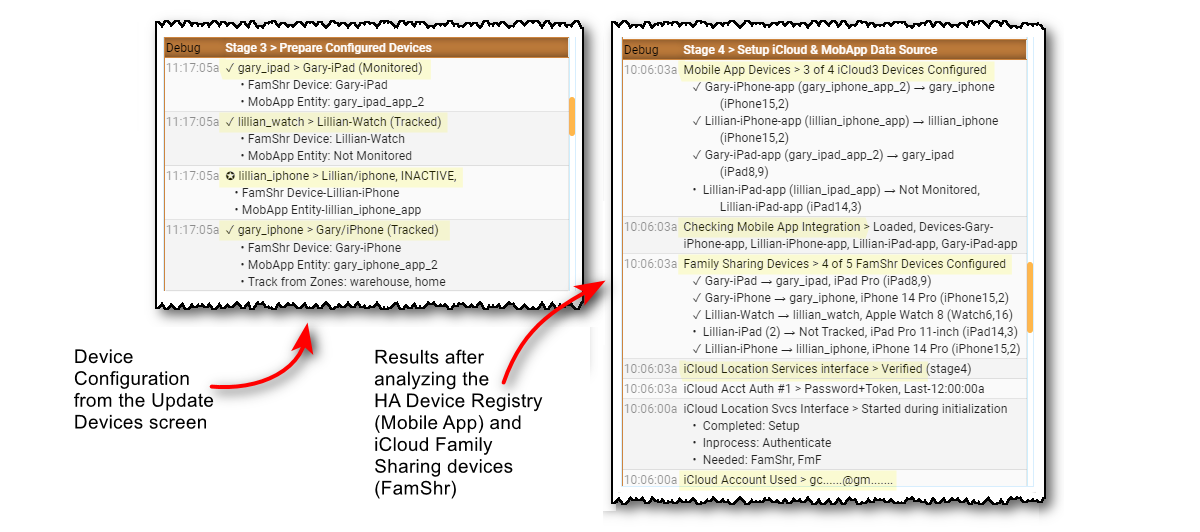 Debug Stage 3 > Prepare Configured Devices
11:17:05a ✓ gary_ipad > Gary-iPad (Monitored)
• FamShr Device: Gary-iPad
• MobApp Entity: gary_ipad_app_2
11:17:05a ✓ lillian_watch > Lillian-Watch (Tracked)
• FamShr Device: Lillian-Watch
• MobApp Entity: Not Monitored
11:17:05a ✪ lillian_iphone > Lillian/iphone, INACTIVE,
• FamShr Device-Lillian-iPhone
• MobApp Entity-lillian_iphone_app
11:17:05a ✓ gary_iphone > Gary/iPhone (Tracked)
• FamShr Device: Gary-iPhone
• MobApp Entity: gary_iphone_app_2
• Track from Zones: warehouse, home
Device
Configuration
from the Update
Devices screen
Results after
analyzing the
HA Device Registry
(Mobile App) and
iCloud Family
Sharing devices
(FamShr)
Debug Stage 4 > Setup iCloud & MobApp Data Source
10:06:03a Mobile App Devices > 3 of 4 iCloud3 Devices Configured
✓ Gary-iPhone-app (gary_iphone_app_2) → gary_iphone
(iPhone15,2)
✓ Lillian-iPhone-app (lillian_iphone_app) → lillian_iphone
(iPhone15,2)
✓ Gary-iPad-app (gary_ipad_app_2) → gary_ipad
(iPad8,9)
• Lillian-iPad-app (lillian_ipad_app) → Not Monitored,
Lillian-iPad-app (iPad14,3)
10:06:03a Checking Mobile App Integration > Loaded, Devices-Gary-
iPhone-app, Lillian-iPhone-app, Lillian-iPad-app, Gary-iPad-app
10:06:03a Family Sharing Devices > 4 of 5 FamShr Devices Configured
✓ Gary-iPad → gary_ipad, iPad Pro (iPad8,9)
✓ Gary-iPhone → gary_iphone, iPhone 14 Pro (iPhone15,2)
✓ Lillian-Watch → lillian_watch, Apple Watch 8 (Watch6,16)
• Lillian-iPad (2) → Not Tracked, iPad Pro 11-inch (iPad14,3)
✓ Lillian-iPhone → lillian_iphone, iPhone 14 Pro (iPhone15,2)
10:06:03a iCloud Location Services interface > Verified (stage4)
10:06:03a iCloud Acct Auth #1 > Password+Token, Last-12:00:00a
10:06:00a iCloud Location Svcs Interface > Started during initialization
• Completed: Setup
• Inprocess: Authenticate
• Needed: FamShr, FmF
10:06:00a iCloud Account Used > gc......@gm.......